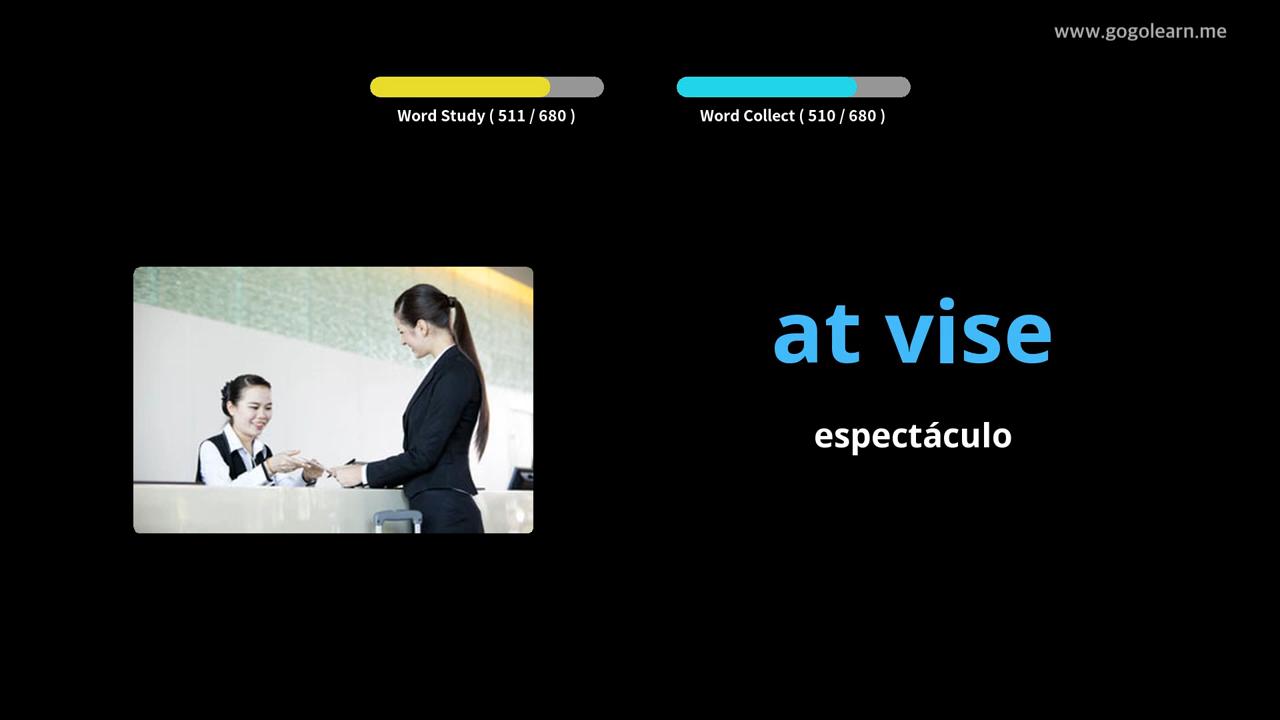 www.gogolearn.me
Word Study ( 511 / 680 )
Word Collect ( 510 / 680 )
at vise
espectáculo